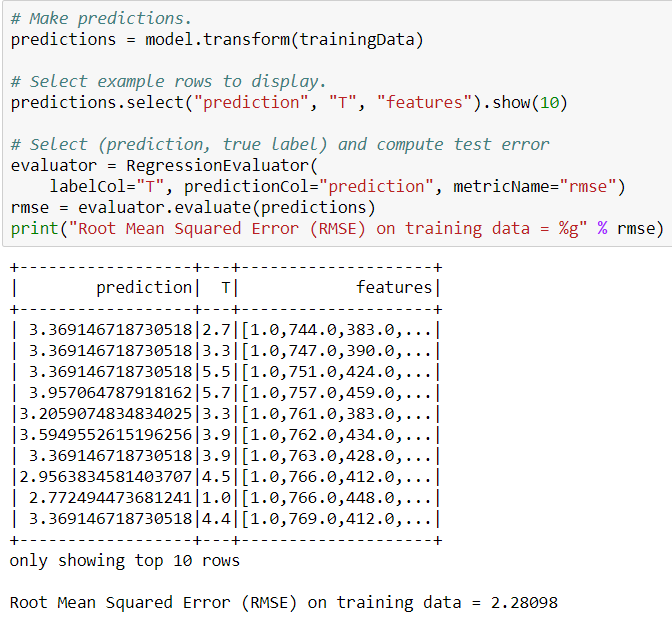 # Make predictions.
predictions = model.transform(trainingData)
# Select example rows to display.
predictions.select("prediction", "T", "features").show(10)
# Select (prediction, true label) and compute test error
evaluator = RegressionEvaluator(
    labelCol="T", predictionCol="prediction", metricName="rmse")
rmse = evaluator.evaluate(predictions)
print("Root Mean Squared Error (RMSE) on training data = %g" % rmse)
+------------------+---+--------------------+
|        prediction|  T|            features|
+------------------+---+--------------------+
| 3.369146718730518|2.7|[1.0,744.0,383.0,...|
| 3.369146718730518|3.3|[1.0,747.0,390.0,...|
| 3.369146718730518|5.5|[1.0,751.0,424.0,...|
| 3.957064787918162|5.7|[1.0,757.0,459.0,...|
|3.2059074834834025|3.3|[1.0,761.0,383.0,...|
|3.5949552615196256|3.9|[1.0,762.0,434.0,...|
| 3.369146718730518|3.9|[1.0,763.0,428.0,...|
|2.9563834581403707|4.5|[1.0,766.0,412.0,...|
| 2.772494473681241|1.0|[1.0,766.0,448.0,...|
| 3.369146718730518|4.4|[1.0,769.0,412.0,...|
+------------------+---+--------------------+
only showing top 10 rows
Root Mean Squared Error (RMSE) on training data = 2.28098